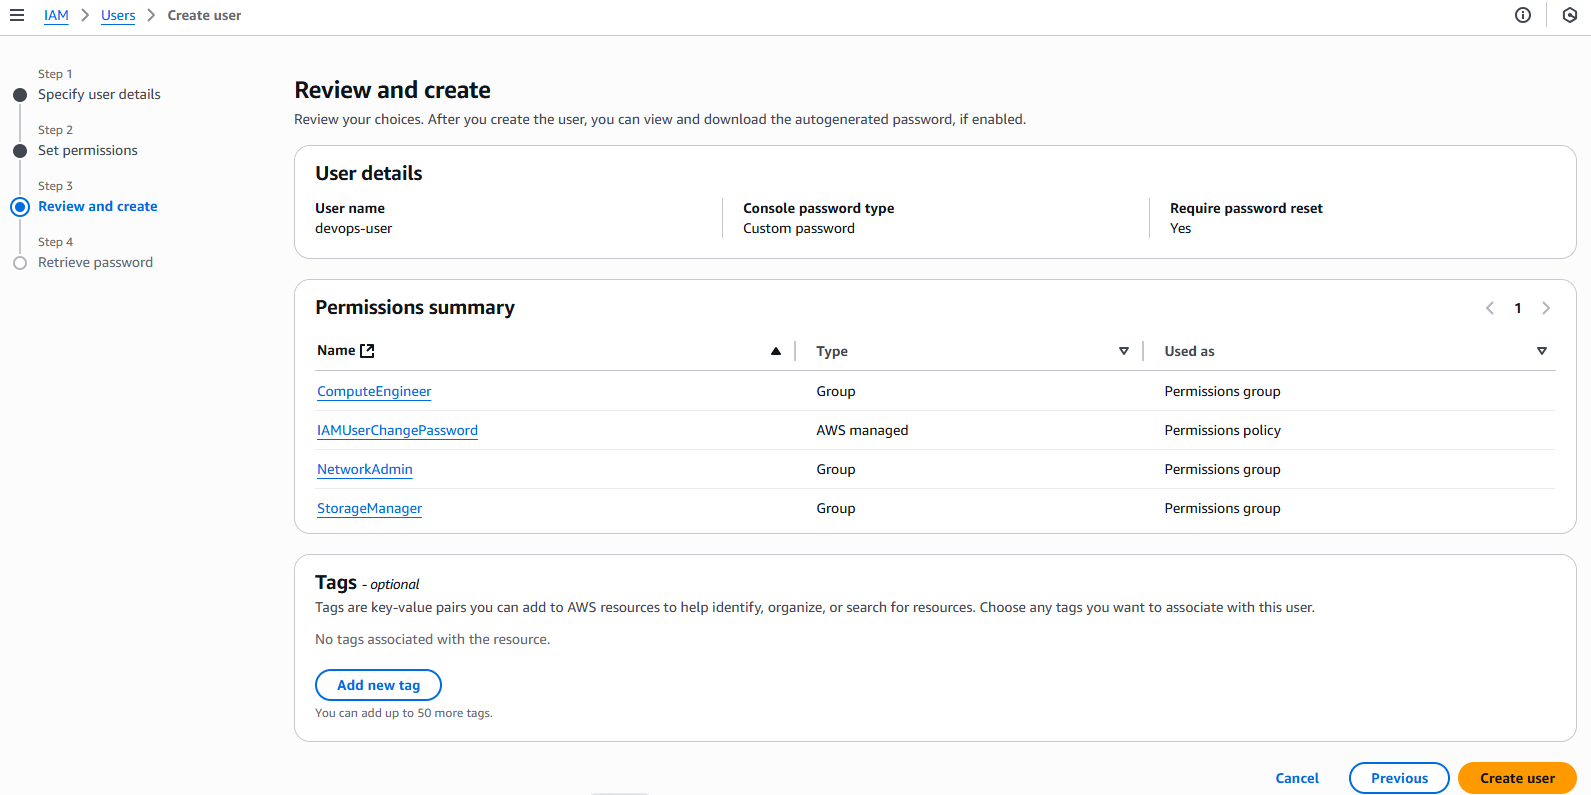 IAM > Users > Create user
Step 1
Specify user details
Step 2
Set permissions
Step 3
Review and create
Step 4
Retrieve password
Review and create
Review your choices. After you create the user, you can view and download the autogenerated password, if enabled.
User details
User name Console password type Require password reset
devops-user Custom password Yes
Permissions summary 1
Name Type Used as
ComputeEngineer Group Permissions group
IAMUserChangePassword AWS managed Permissions policy
NetworkAdmin Group Permissions group
StorageManager Group Permissions group
Tags - optional
Tags are key-value pairs you can add to AWS resources to help identify, organize, or search for resources. Choose any tags you want to associate with this user.
No tags associated with the resource.
Add new tag
You can add up to 50 more tags.
Cancel Previous Create user